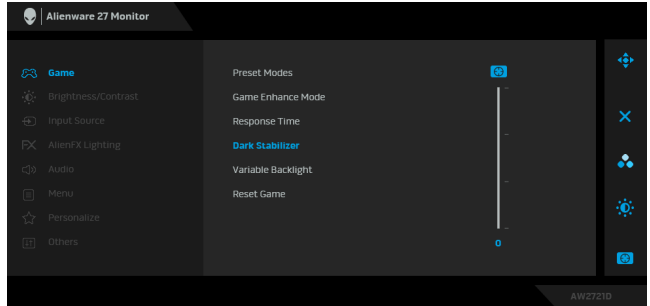 Alienware 27 Monitor
Game
Brightness/Contrast
Input Source
FX AlienFX Lighting
Audio
Menu
Personalize
Others
Preset Modes
Game Enhance Mode
Response Time
Dark Stabilizer
Variable Backlight
Reset Game
0
AW2721D